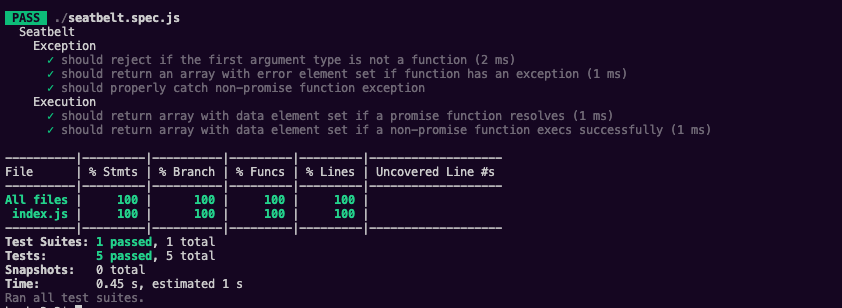 PASS ./seatbelt.spec.js
Seatbelt
Exception
✓ should reject if the first argument type is not a function (2 ms)
✓ should return an array with error element set if function has an exception (1 ms)
✓ should properly catch non-promise function exception
Execution
✓ should return array with data element set if a promise function resolves (1 ms)
✓ should return array with data element set if a non-promise function execs successfully (1 ms)
----------|---------|----------|---------|---------|-------------------
File | % Stmts | % Branch | % Funcs | % Lines | Uncovered Line #s
----------|---------|----------|---------|---------|-------------------
All files | 100 | 100 | 100 | 100 |
index.js | 100 | 100 | 100 | 100 |
----------|---------|----------|---------|---------|-------------------
Test Suites: 1 passed, 1 total
Tests: 5 passed, 5 total
Snapshots: 0 total
Time: 0.45 s, estimated 1 s
Ran all test suites.